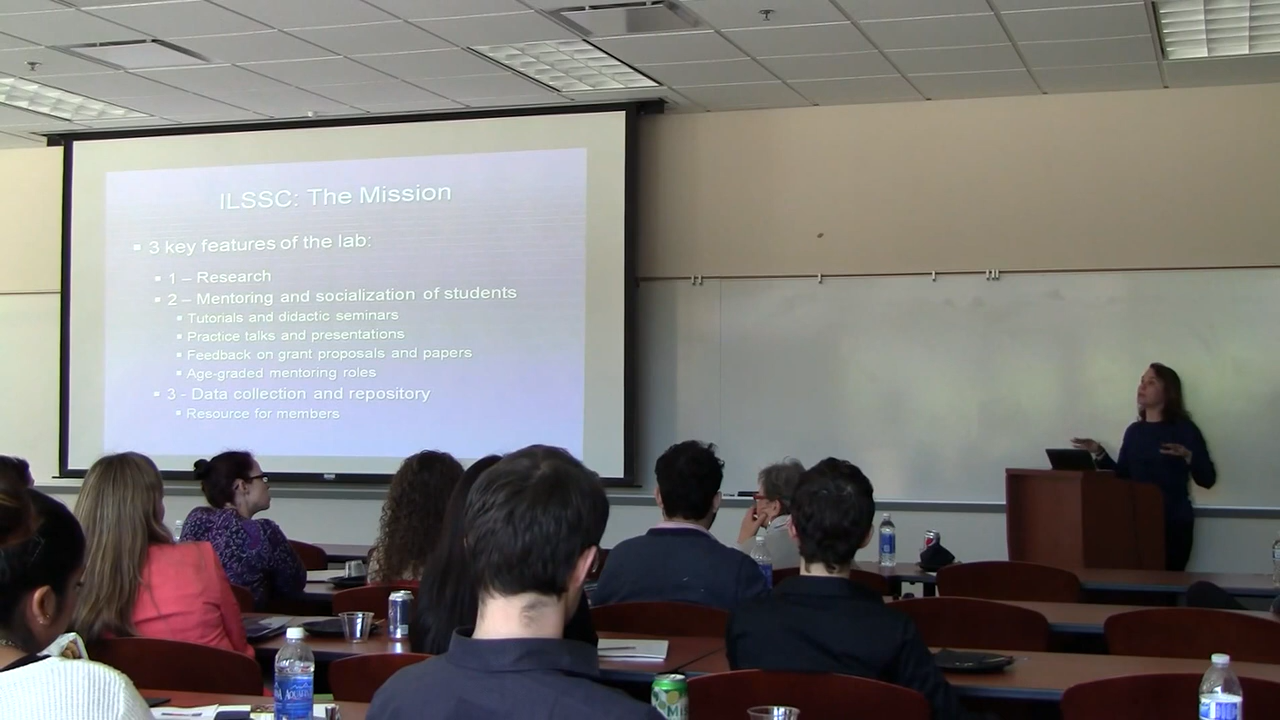 ILSSC: The Mission
3 key features of the lab:
1 – Research
2 – Mentoring and socialization of students
Tutorials and didactic seminars
Practice talks and presentations
Feedback on grant proposals and papers
Age-graded mentoring roles
3 - Data collection and repository
Resource for members
AQUAFINA